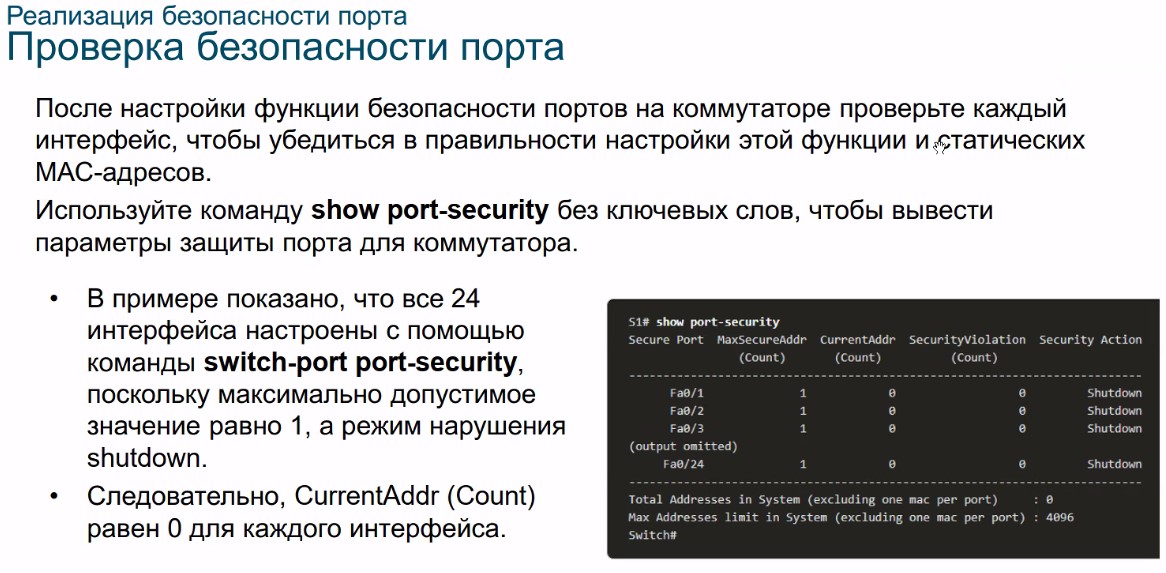 Реализация безопасности порта
Проверка безопасности порта
После настройки функции безопасности портов на коммутаторе проверьте каждый
интерфейс, чтобы убедиться в правильности настройки этой функции и статических
MAC-адресов.
Используйте команду show port-security без ключевых слов, чтобы вывести
параметры защиты порта для коммутатора.
• В примере показано, что все 24
интерфейса настроены с помощью
команды switch-port port-security,
поскольку максимально допустимое
значение равно 1, а режим нарушения
shutdown.
• Следовательно, CurrentAddr (Count)
равен 0 для каждого интерфейса.
S1# show port-security
Secure Port MaxSecureAddr CurrentAddr SecurityViolation Security Action
(Count) (Count) (Count)
---------------------------------------------------------------------------
Fa0/1 1 0 0 Shutdown
Fa0/2 1 0 0 Shutdown
Fa0/3 1 0 0 Shutdown
(output omitted)
Fa0/24 1 0 0 Shutdown
---------------------------------------------------------------------------
Total Addresses in System (excluding one mac per port) : 0
Max Addresses limit in System (excluding one mac per port) : 4096
Switch#